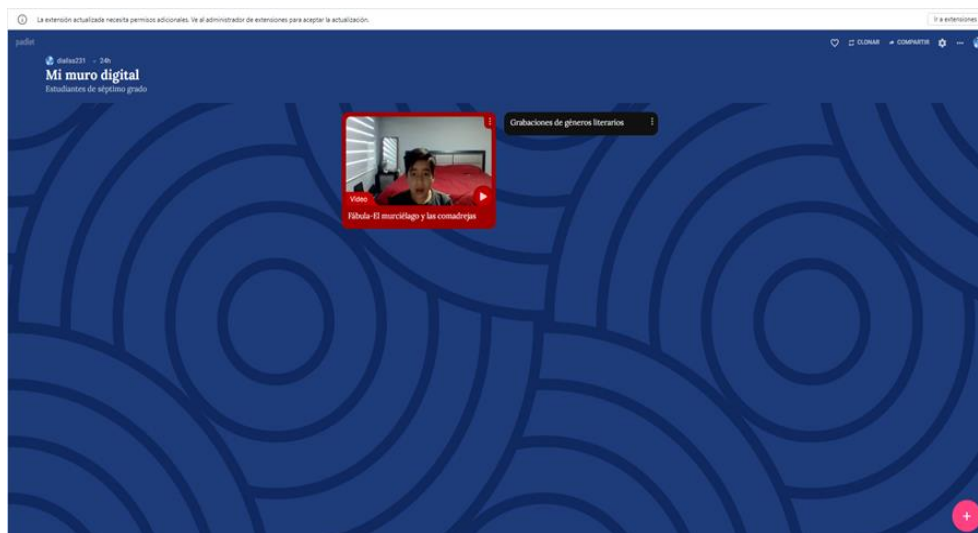 La extensión actualizada necesita permisos adicionales. Ve al administrador de extensiones para aceptar la actualización.
Ir a extensiones
padlet
CLONAR
COMPARTIR
dialiss231 · 24h
Mi muro digital
Estudiantes de séptimo grado
Video
Fábula-El murciélago y las comadrejas
Grabaciones de géneros literarios